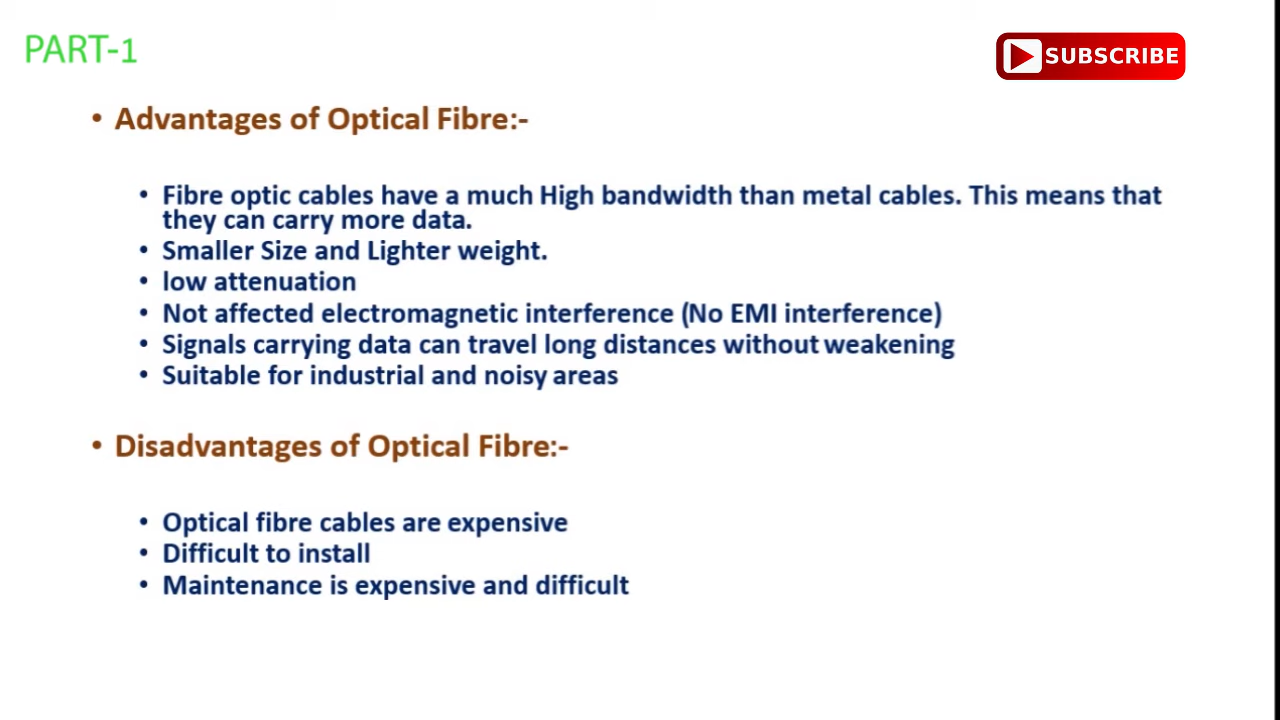 PART-1
SUBSCRIBE
• Advantages of Optical Fibre:-
• Fibre optic cables have a much High bandwidth than metal cables. This means that
they can carry more data.
• Smaller Size and Lighter weight.
• low attenuation
• Not affected electromagnetic interference (No EMI interference)
• Signals carrying data can travel long distances without weakening
• Suitable for industrial and noisy areas
• Disadvantages of Optical Fibre:-
• Optical fibre cables are expensive
• Difficult to install
• Maintenance is expensive and difficult